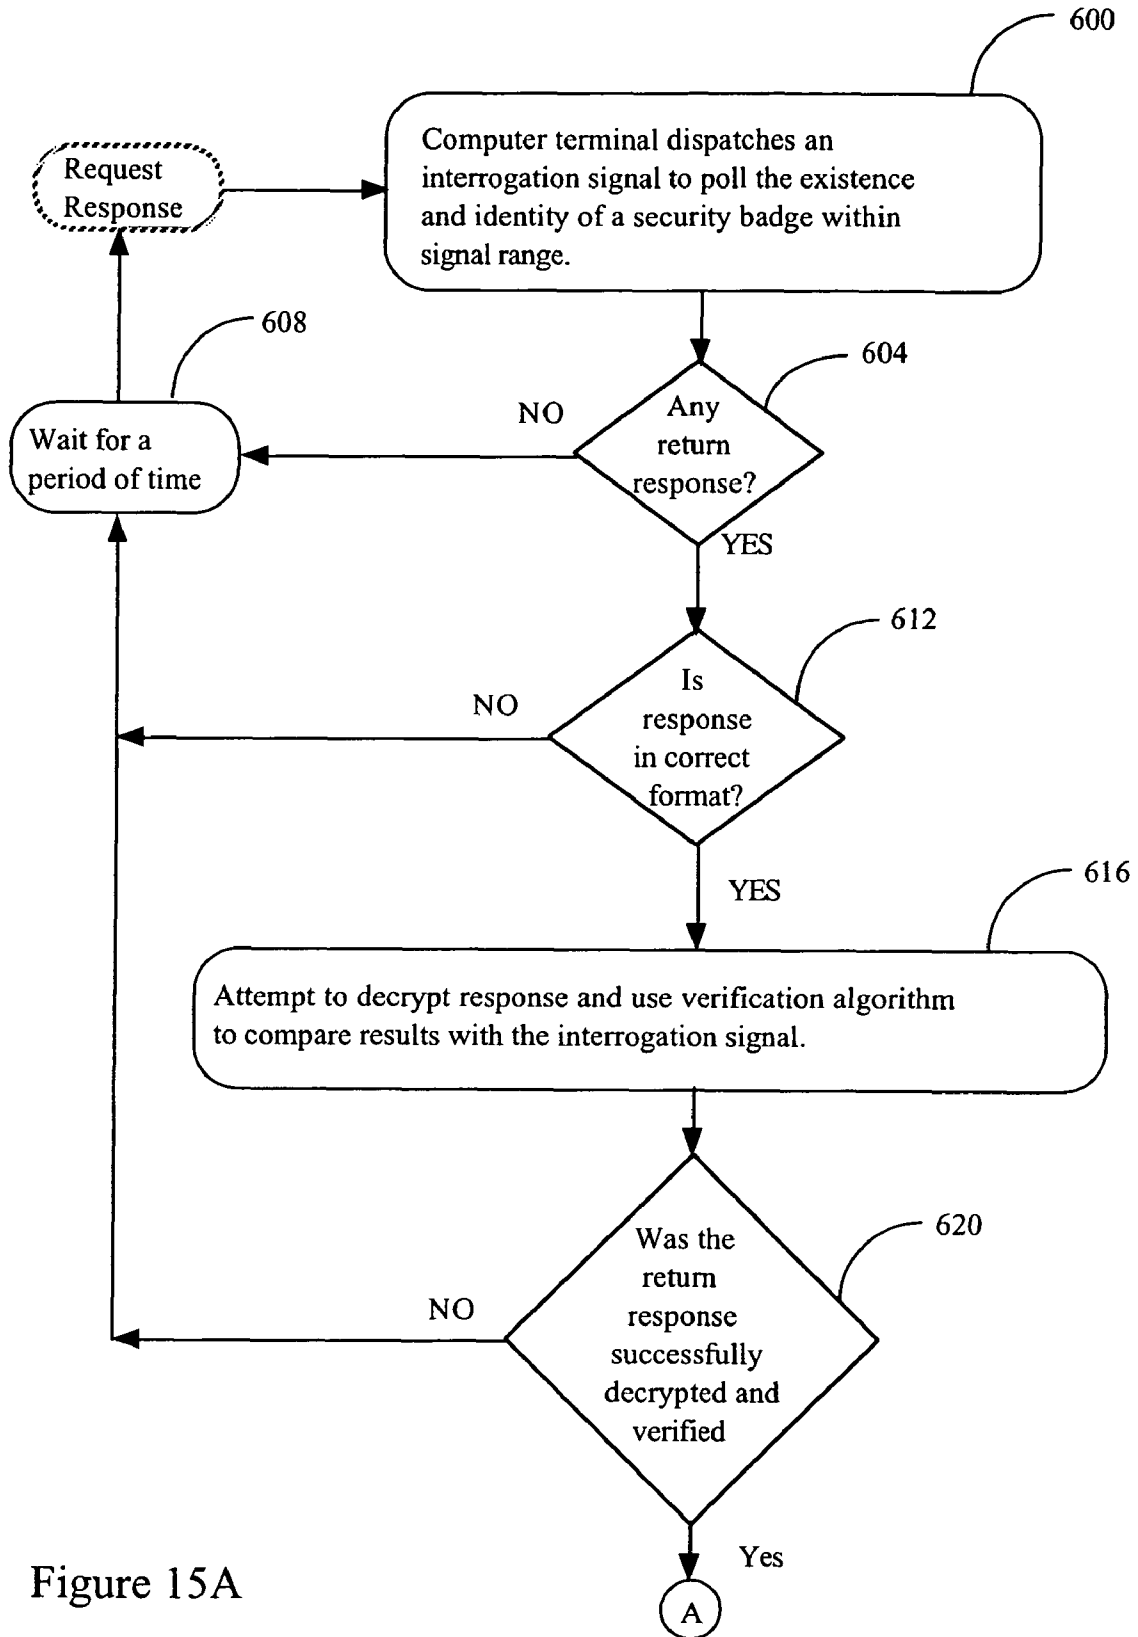 600
Computer terminal dispatches an
interrogation signal to poll the existence
and identity of a security badge within
signal range.
Request
Response
608
604
Wait for a
period of time
NO
Any
return
response?
YES
612
NO
Is
response
in correct
format?
YES
616
Attempt to decrypt response and use verification algorithm
to compare results with the interrogation signal.
620
NO
Was the
return
response
successfully
decrypted and
verified
Yes
A
Figure 15A